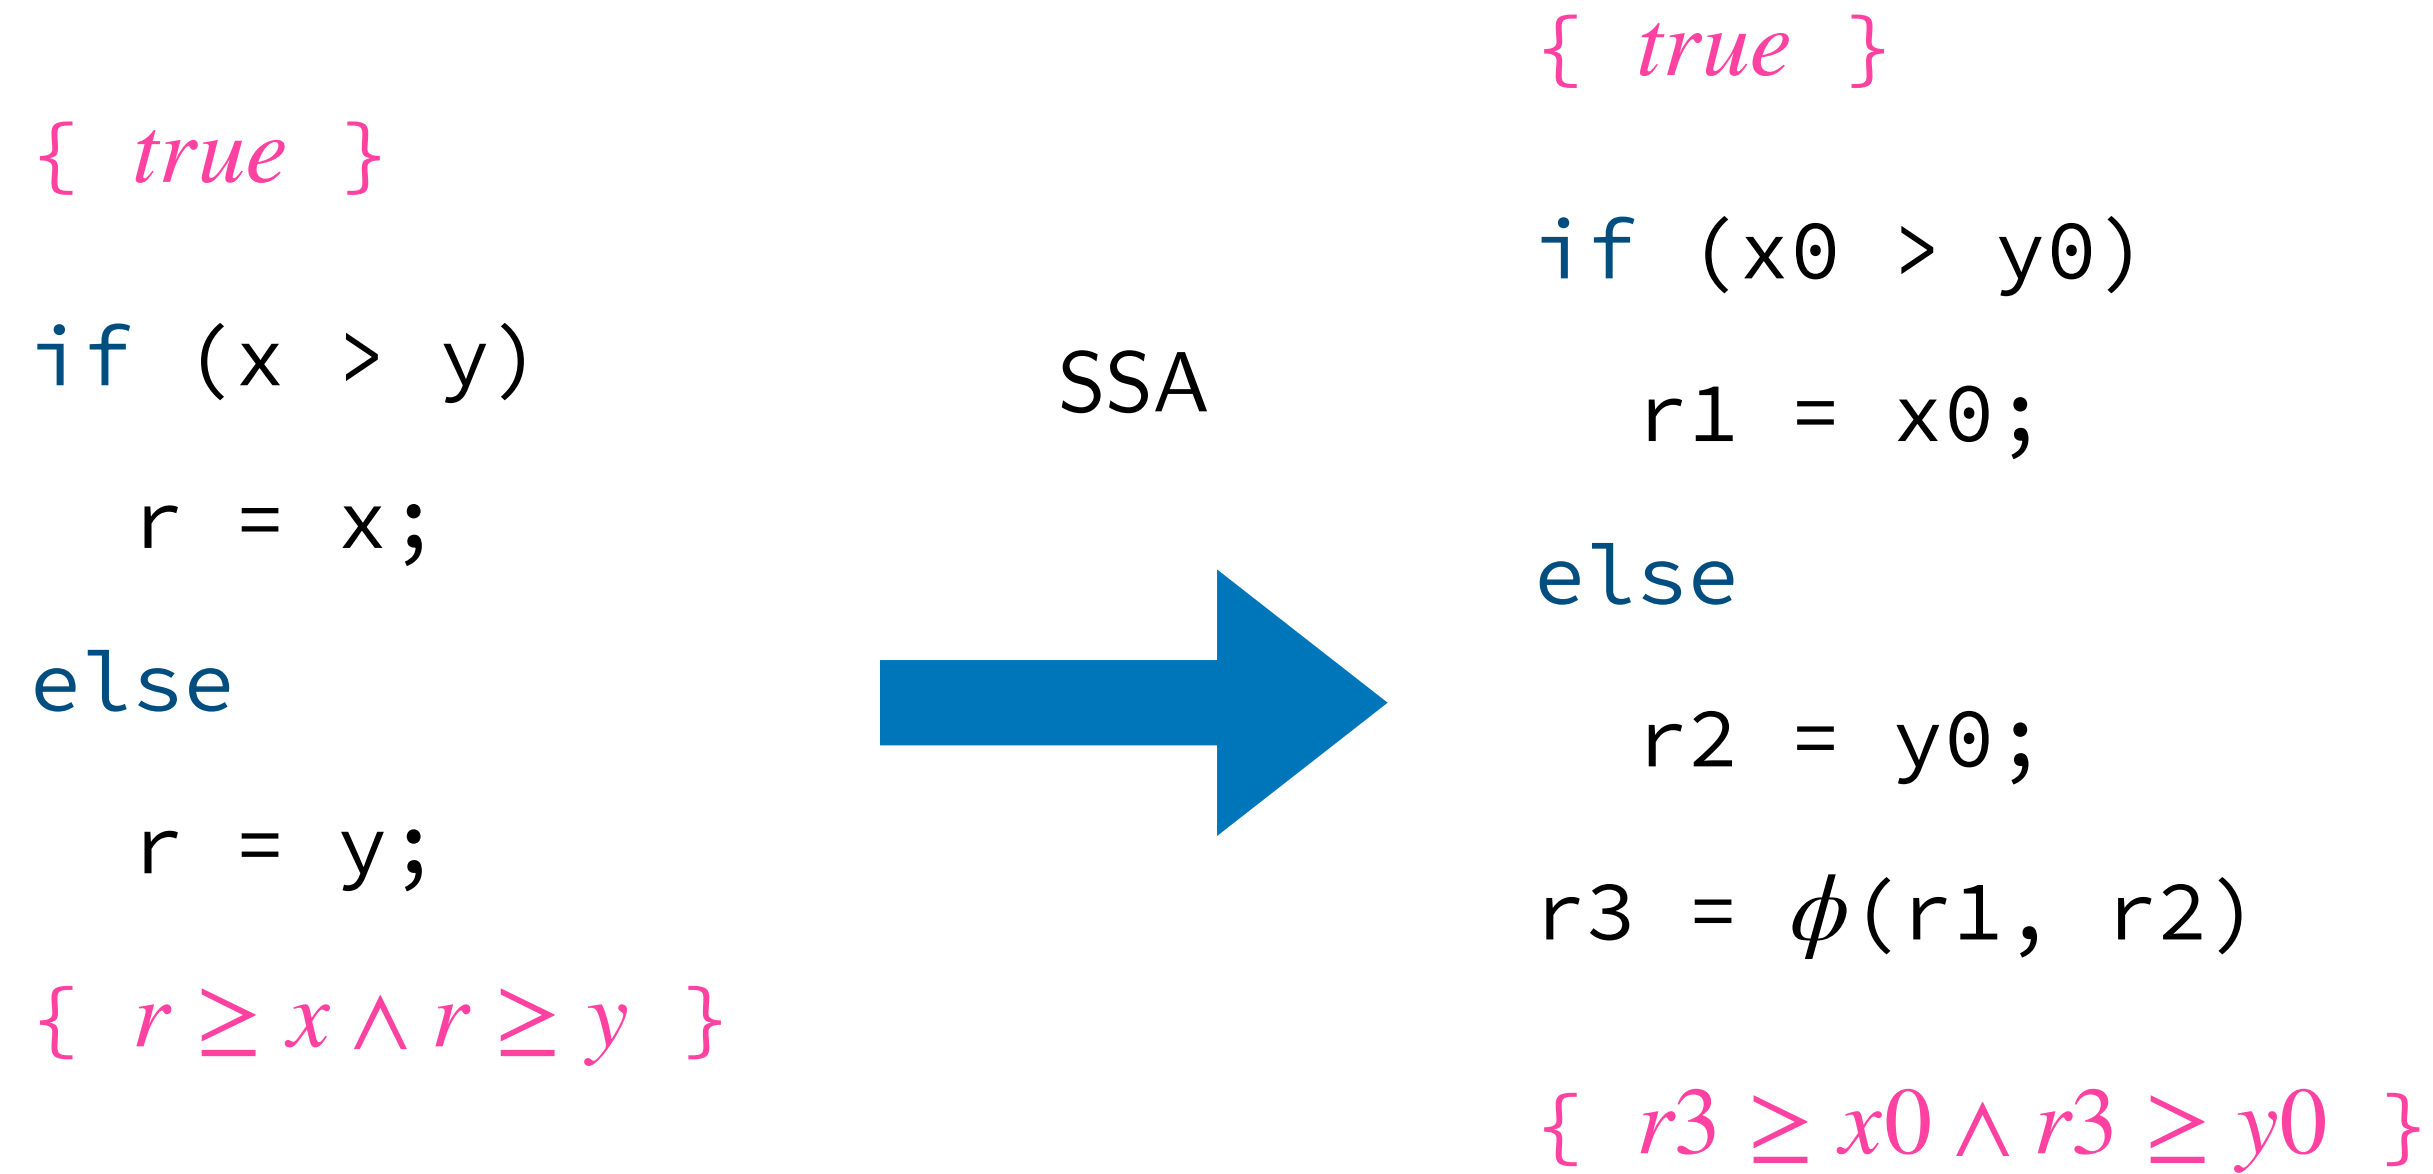 { true }
if (x > y)
r = x;
else
r = y;
{ r ≥ x ∧ r ≥ y }
SSA
{ true }
if (x0 > y0)
r1 = x0;
else
r2 = y0;
r3 = ϕ(r1, r2)
{ r3 ≥ x0 ∧ r3 ≥ y0 }